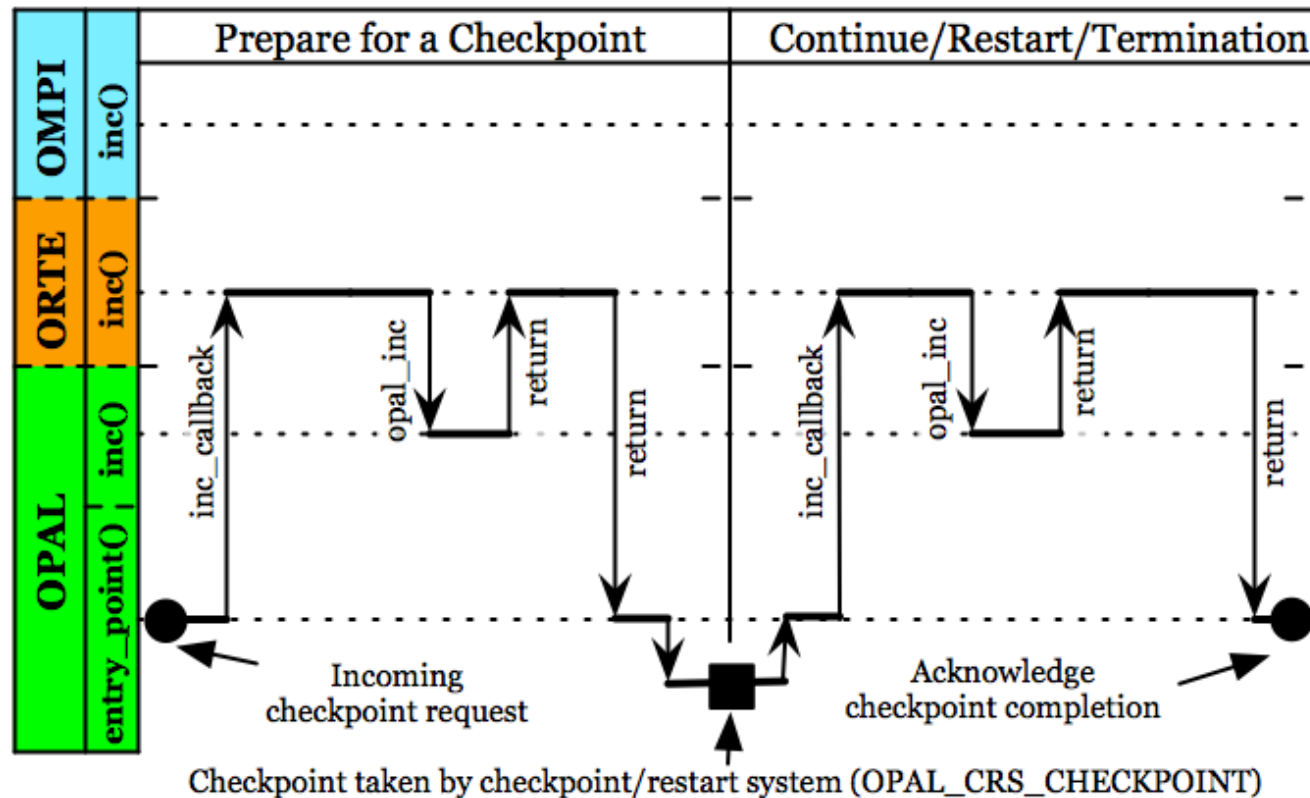 Prepare for a Checkpoint
Continue/Restart/Termination
OMPI
inc()
ORTE
inc()
OPAL
inc()
entry_point()
inc_callback
opal_inc
return
return
inc_callback
opal_inc
return
return
Incoming
checkpoint request
Acknowledge
checkpoint completion
Checkpoint taken by checkpoint/restart system (OPAL_CRS_CHECKPOINT)